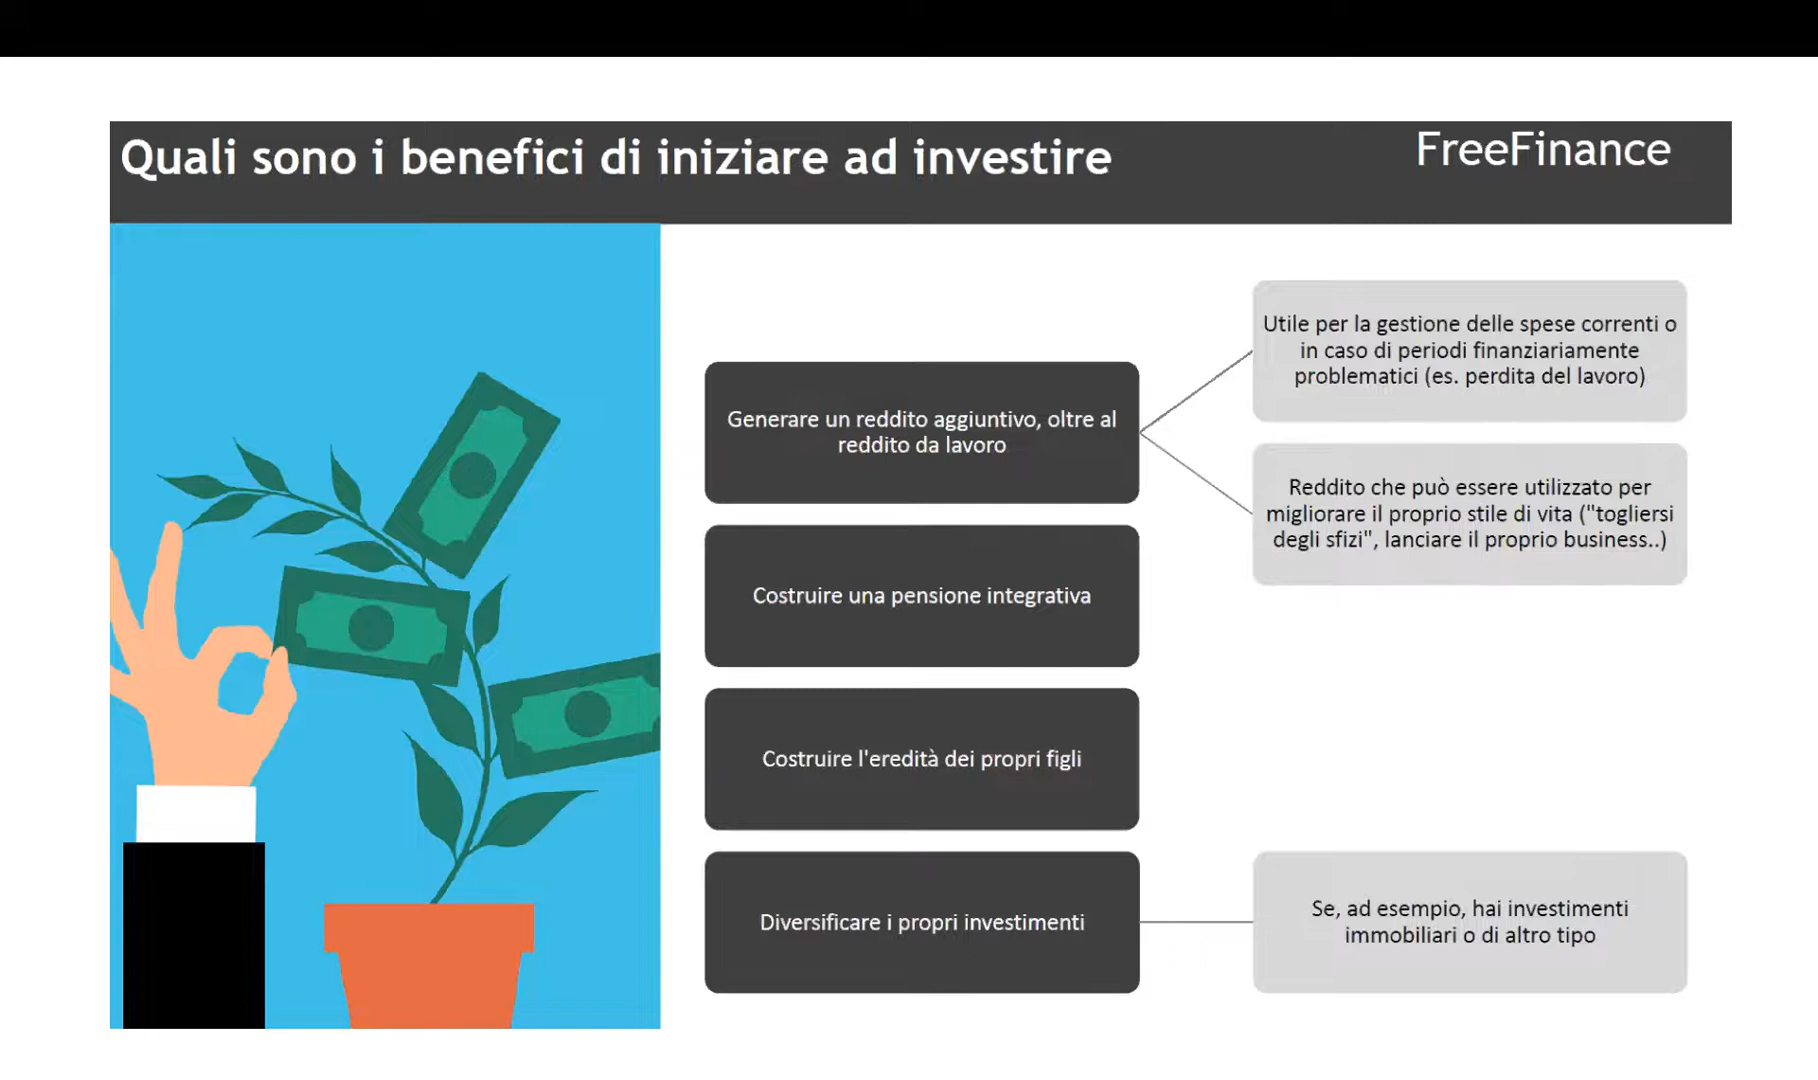 Quali sono i benefici di iniziare ad investire
FreeFinance
Generare un reddito aggiuntivo, oltre al
reddito da lavoro
Utile per la gestione delle spese correnti o
in caso di periodi finanziariamente
problematici (es. perdita del lavoro)
Reddito che può essere utilizzato per
migliorare il proprio stile di vita ("togliersi
degli sfizi", lanciare il proprio business..)
Costruire una pensione integrativa
Costruire l'eredità dei propri figli
Diversificare i propri investimenti
Se, ad esempio, hai investimenti
immobiliari o di altro tipo